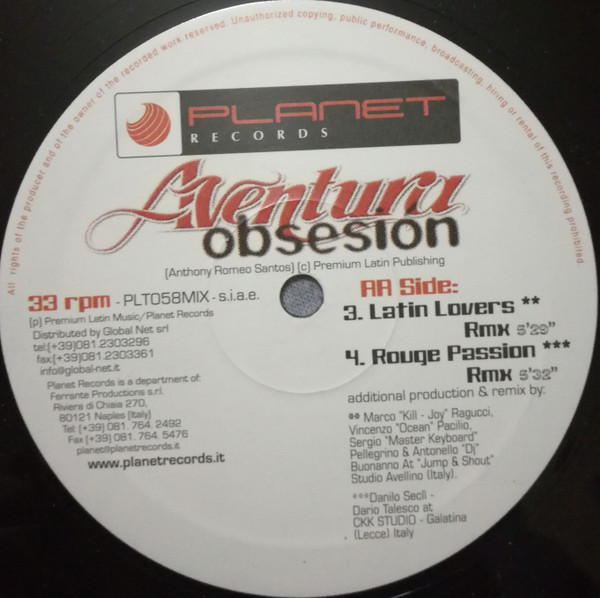 All rights of the producer and of the owner of the recorded work reserved. Unauthorized copying, public performance, broadcasting, hiring or rental of this recording prohibited.
PLANET
RECORDS
Aventura
obsesión
(Anthony Romeo Santos) (c) Premium Latin Publishing
33 rpm - PLT058MIX - s.i.a.e.
(p) Premium Latin Music/Planet Records
Distributed by Global Net srl
tel:(+39)081.2303296
fax:(+39)081.2303361
info@global-net.it
Planet Records is a department of:
Ferrante Productions s.r.l.
Riviera di Chiaia 270,
80121 Naples (Italy)
Tel: (+39) 081. 764. 2492
Fax (+39) 081. 764. 5476
planet@planetrecords.it
www.planetrecords.it
AA Side:
3. Latin Lovers **
Rmx 5'29"
4. Rouge Passion ***
Rmx 5'32"
additional production & remix by:
** Marco "Kill - Joy" Ragucci,
Vincenzo "Ocean" Pacilio,
Sergio "Master Keyboard"
Pellegrino & Antonello "Dj"
Buonanno At "Jump & Shout"
Studio Avellino (Italy).
***Danilo Seclì -
Dario Talesco at
CKK STUDIO - Galatina
(Lecce) Italy